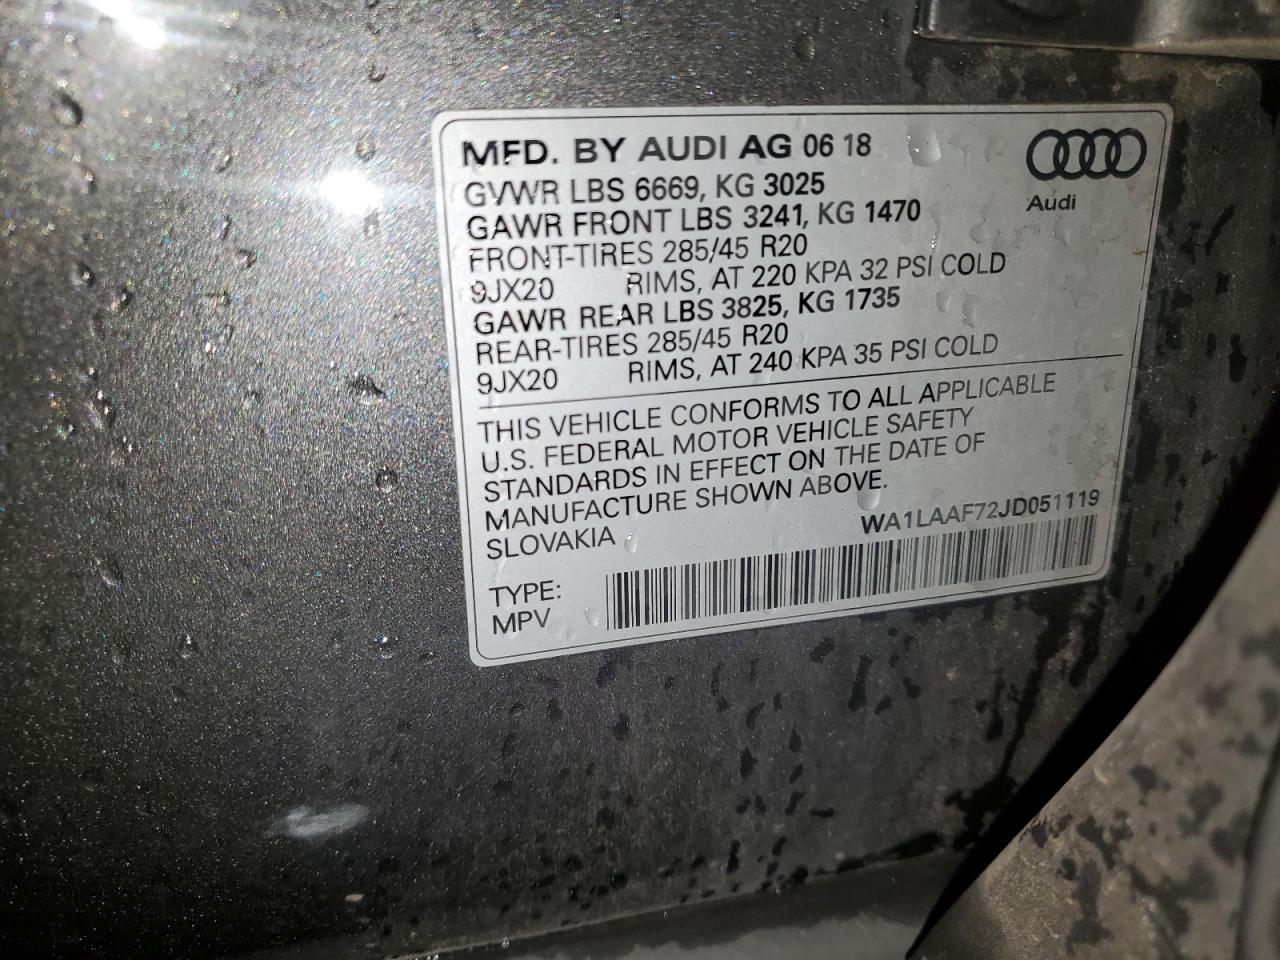 MFD. BY AUDI AG 06 18
Audi
GVWR LBS 6669, KG 3025
GAWR FRONT LBS 3241, KG 1470
FRONT-TIRES 285/45 R20
9JX20 RIMS, AT 220 KPA 32 PSI COLD
GAWR REAR LBS 3825, KG 1735
REAR-TIRES 285/45 R20
9JX20 RIMS, AT 240 KPA 35 PSI COLD
THIS VEHICLE CONFORMS TO ALL APPLICABLE
U.S. FEDERAL MOTOR VEHICLE SAFETY
STANDARDS IN EFFECT ON THE DATE OF
MANUFACTURE SHOWN ABOVE.
SLOVAKIA
WA1LAAF72JD051119
TYPE:
MPV